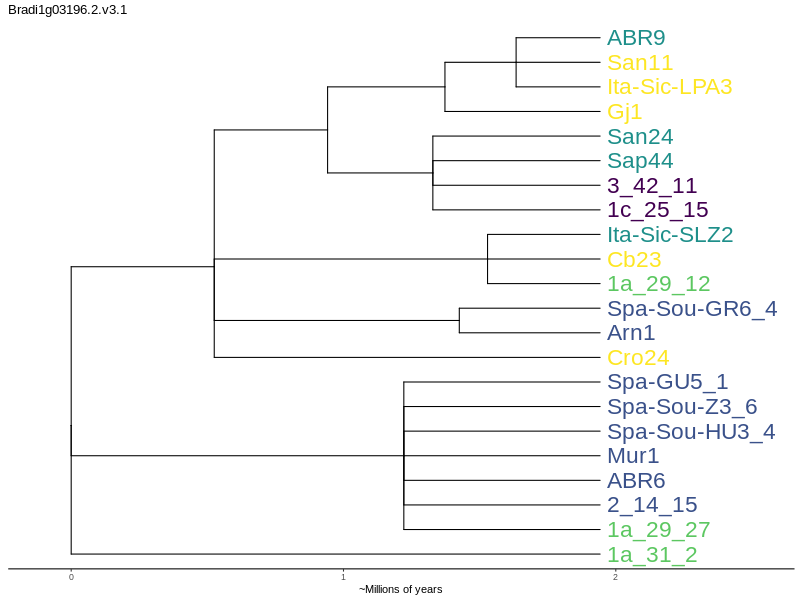 Bradi1g03196.2.v3.1
ABR9
San11
Ita-Sic-LPA3
Gj1
San24
Sap44
3_42_11
1c_25_15
Ita-Sic-SLZ2
Cb23
1a_29_12
Spa-Sou-GR6_4
Arn1
Cro24
Spa-GU5_1
Spa-Sou-Z3_6
Spa-Sou-HU3_4
Mur1
ABR6
2_14_15
1a_29_27
1a_31_2
0 1 2
~Millions of years